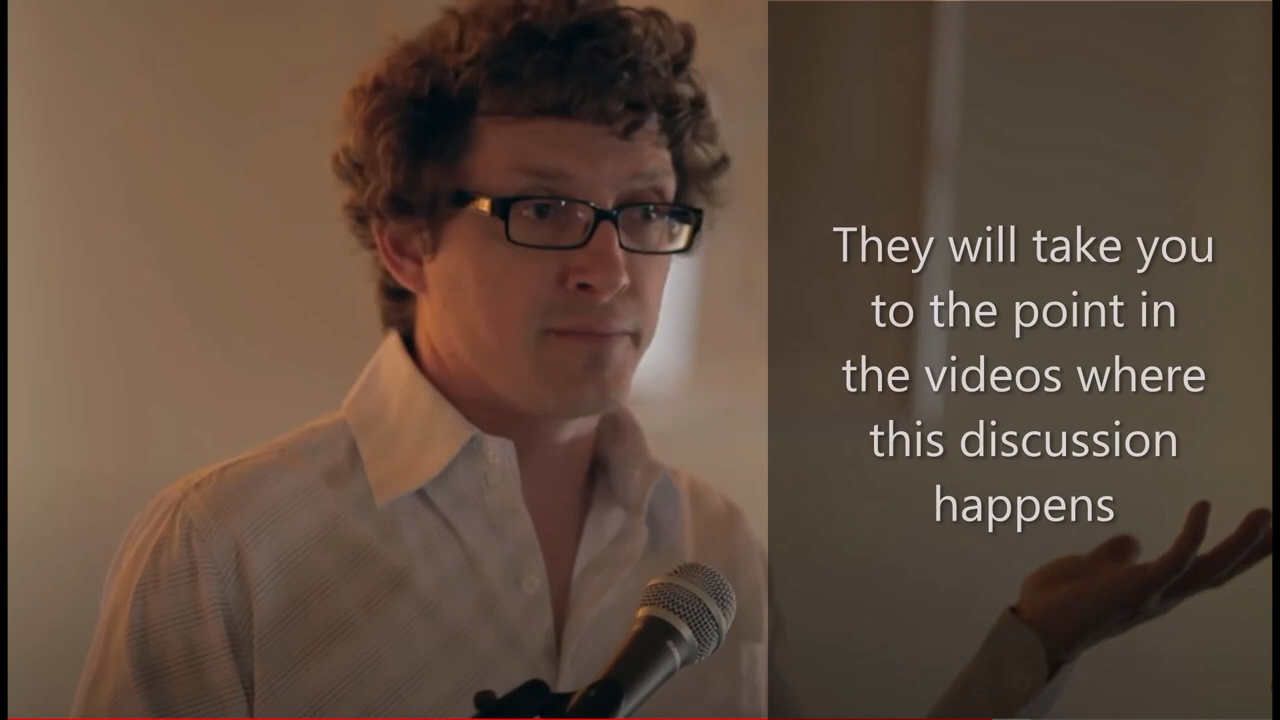 They will take you
to the point in
the videos where
this discussion
happens